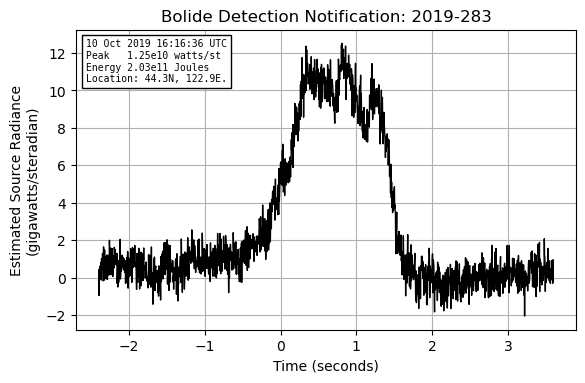 Bolide Detection Notification: 2019-283
10 Oct 2019 16:16:36 UTC
Peak   1.25e10 watts/st
Energy 2.03e11 Joules
Location: 44.3N, 122.9E.
Estimated Source Radiance
(gigawatts/steradian)
12
10
8
6
4
2
0
−2
−2 −1 0 1 2 3
Time (seconds)